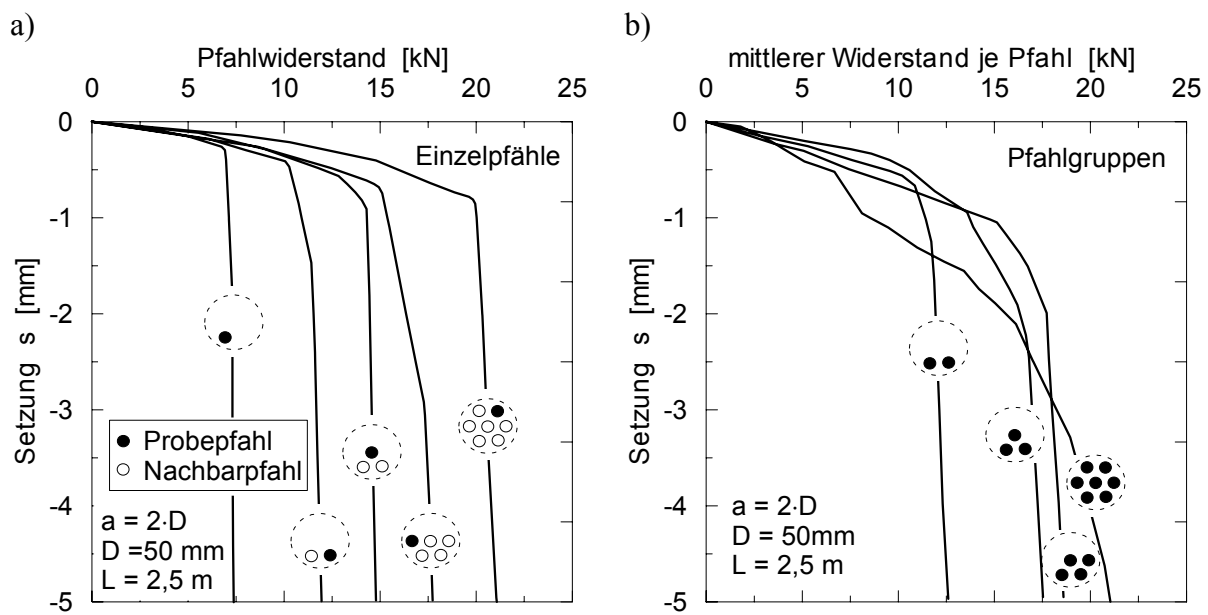 a)
Pfahlwiderstand [kN]
0 5 10 15 20 25
0
-1
-2
-3
-4
-5
Setzung s [mm]
Einzelpfähle
Probepfahl
Nachbarpfahl
a = 2·D
D =50 mm
L = 2,5 m
b)
mittlerer Widerstand je Pfahl [kN]
0 5 10 15 20 25
0
-1
-2
-3
-4
-5
Setzung s [mm]
Pfahlgruppen
a = 2·D
D = 50mm
L = 2,5 m